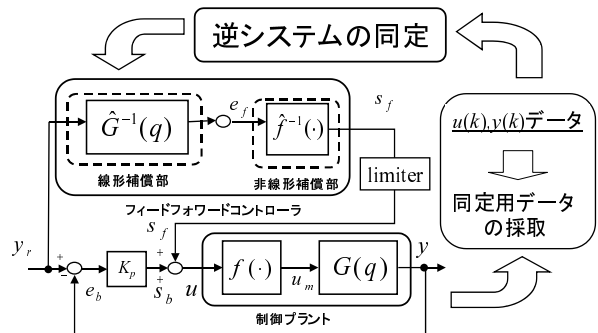 逆システムの同定
s_f
e_f
Ĝ⁻¹(q)
f̂⁻¹(·)
線形補償部
非線形補償部
limiter
フィードフォワードコントローラ
u(k),y(k)データ
同定用データ
の採取
s_f
y_r
+
−
e_b
K_p
+
+
s_b
u
f(·)
u_m
G(q)
y
制御プラント